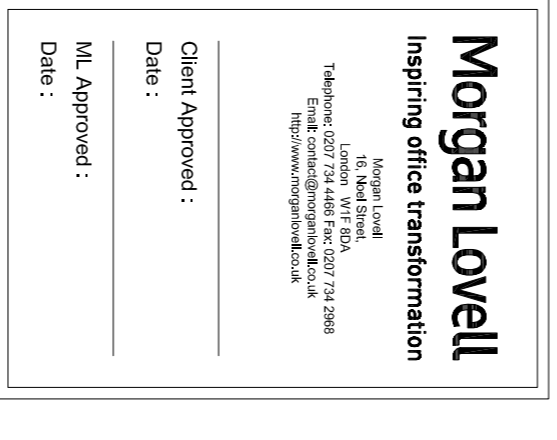 Morgan Lovell
Inspiring office transformation
Morgan Lovell
16, Noel Street,
London W1F 8DA
Telephone: 0207 734 4466 Fax: 0207 734 2968
Email: contact@morganlovell.co.uk
http://www.morganlovell.co.uk
Client Approved :
Date :
ML Approved :
Date :